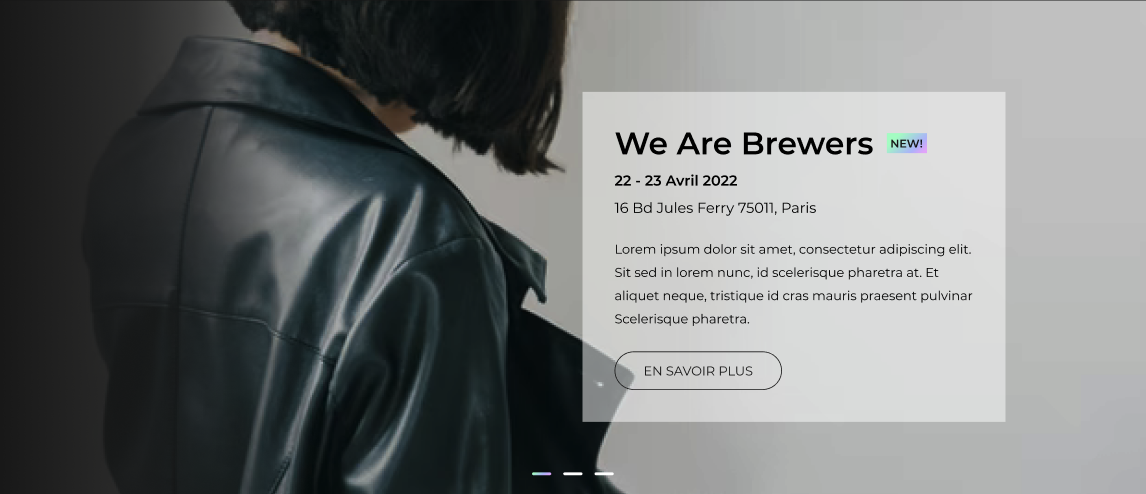 We Are Brewers NEW!
22 - 23 Avril 2022
16 Bd Jules Ferry 75011, Paris
Lorem ipsum dolor sit amet, consectetur adipiscing elit.
Sit sed in lorem nunc, id scelerisque pharetra at. Et
aliquet neque, tristique id cras mauris praesent pulvinar
Scelerisque pharetra.
EN SAVOIR PLUS